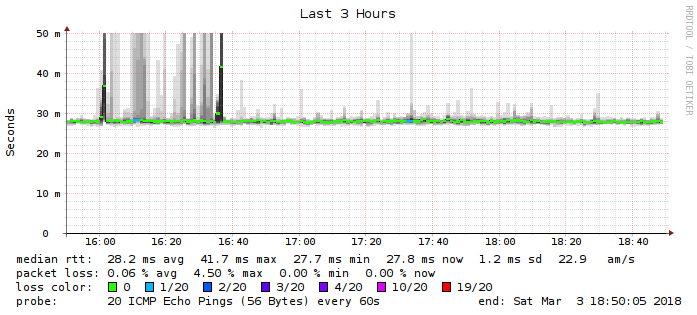 Last 3 Hours
RRDTOOL / TOBI OETIKER
Seconds
50 m
40 m
30 m
20 m
10 m
0
16:00 16:20 16:40 17:00 17:20 17:40 18:00 18:20 18:40
median rtt: 28.2 ms avg 41.7 ms max 27.7 ms min 27.8 ms now 1.2 ms sd 22.9 am/s
packet loss: 0.06 % avg 4.50 % max 0.00 % min 0.00 % now
loss color: 0 1/20 2/20 3/20 4/20 10/20 19/20
probe: 20 ICMP Echo Pings (56 Bytes) every 60s end: Sat Mar 3 18:50:05 2018